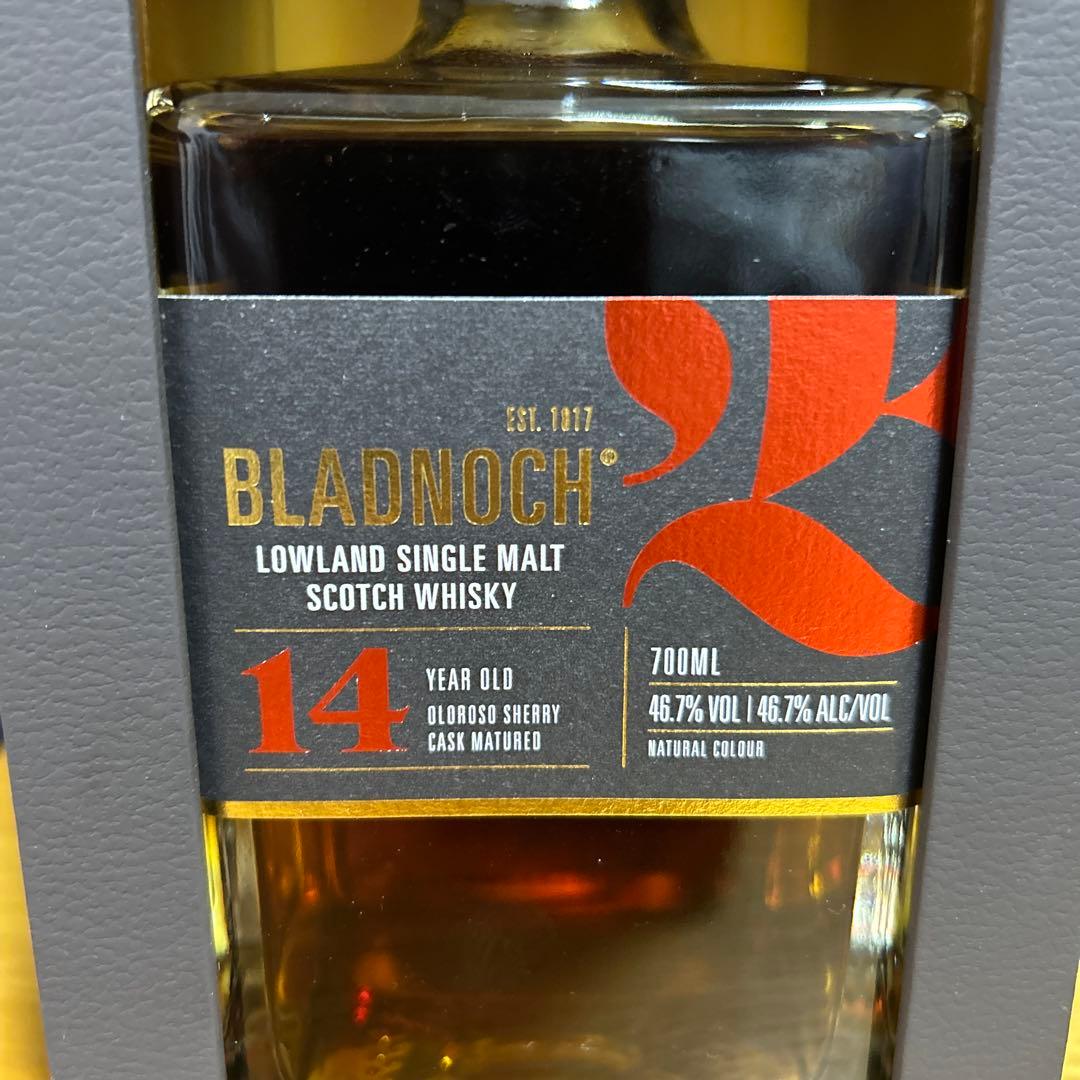 EST. 1817
BLADNOCH®
LOWLAND SINGLE MALT
SCOTCH WHISKY
14
YEAR OLD
OLOROSO SHERRY
CASK MATURED
700ML
46.7% VOL | 46.7% ALC/VOL
NATURAL COLOUR